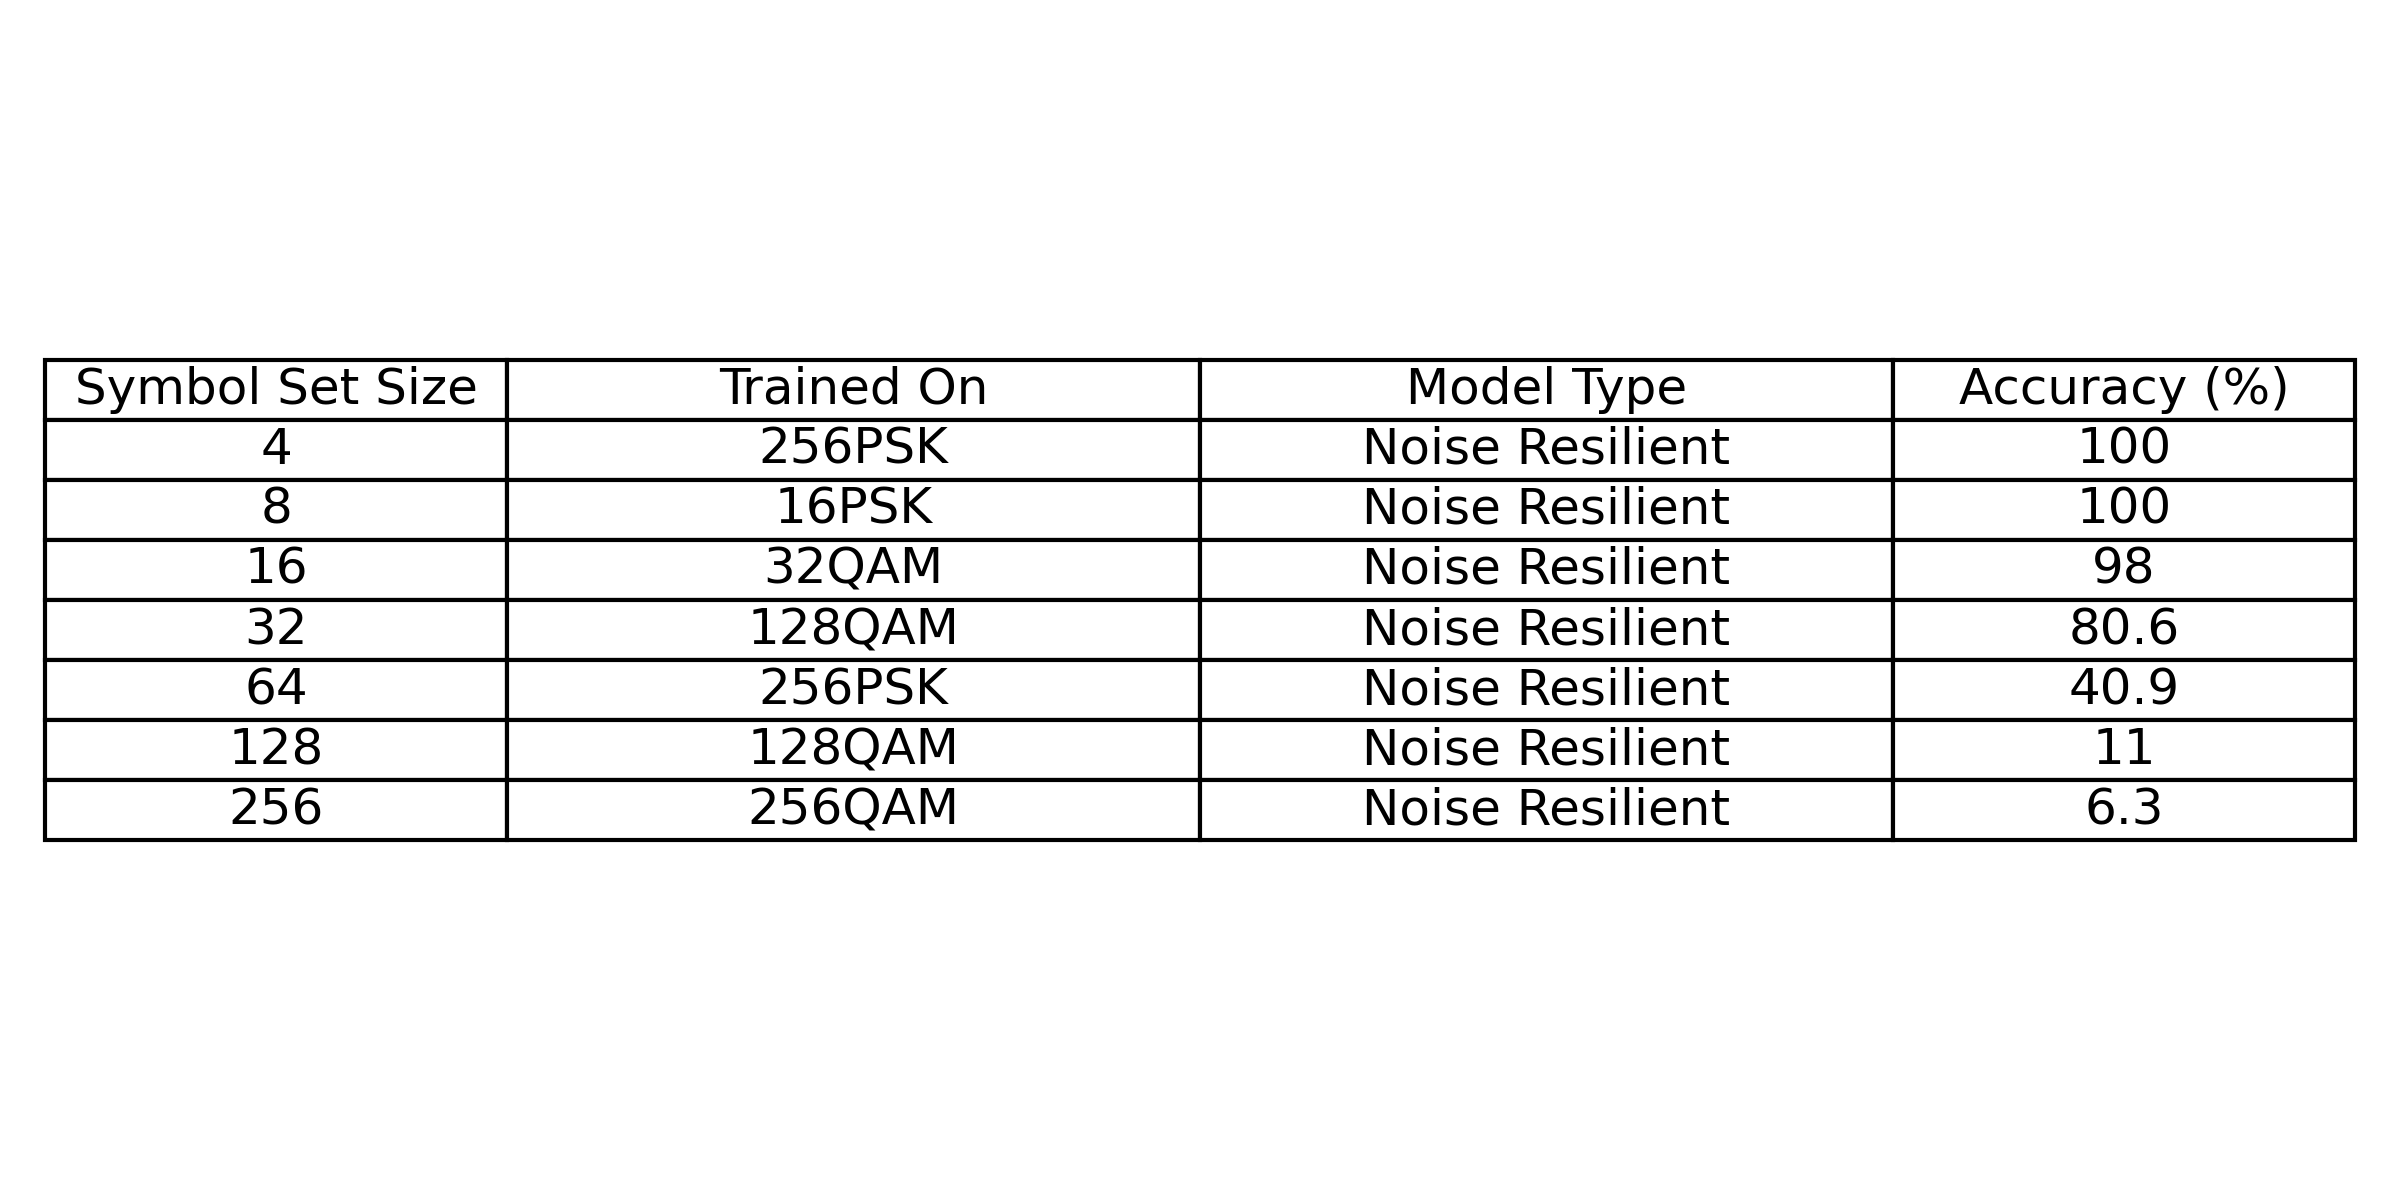 Symbol Set Size Trained On Model Type Accuracy (%)
4 256PSK Noise Resilient 100
8 16PSK Noise Resilient 100
16 32QAM Noise Resilient 98
32 128QAM Noise Resilient 80.6
64 256PSK Noise Resilient 40.9
128 128QAM Noise Resilient 11
256 256QAM Noise Resilient 6.3